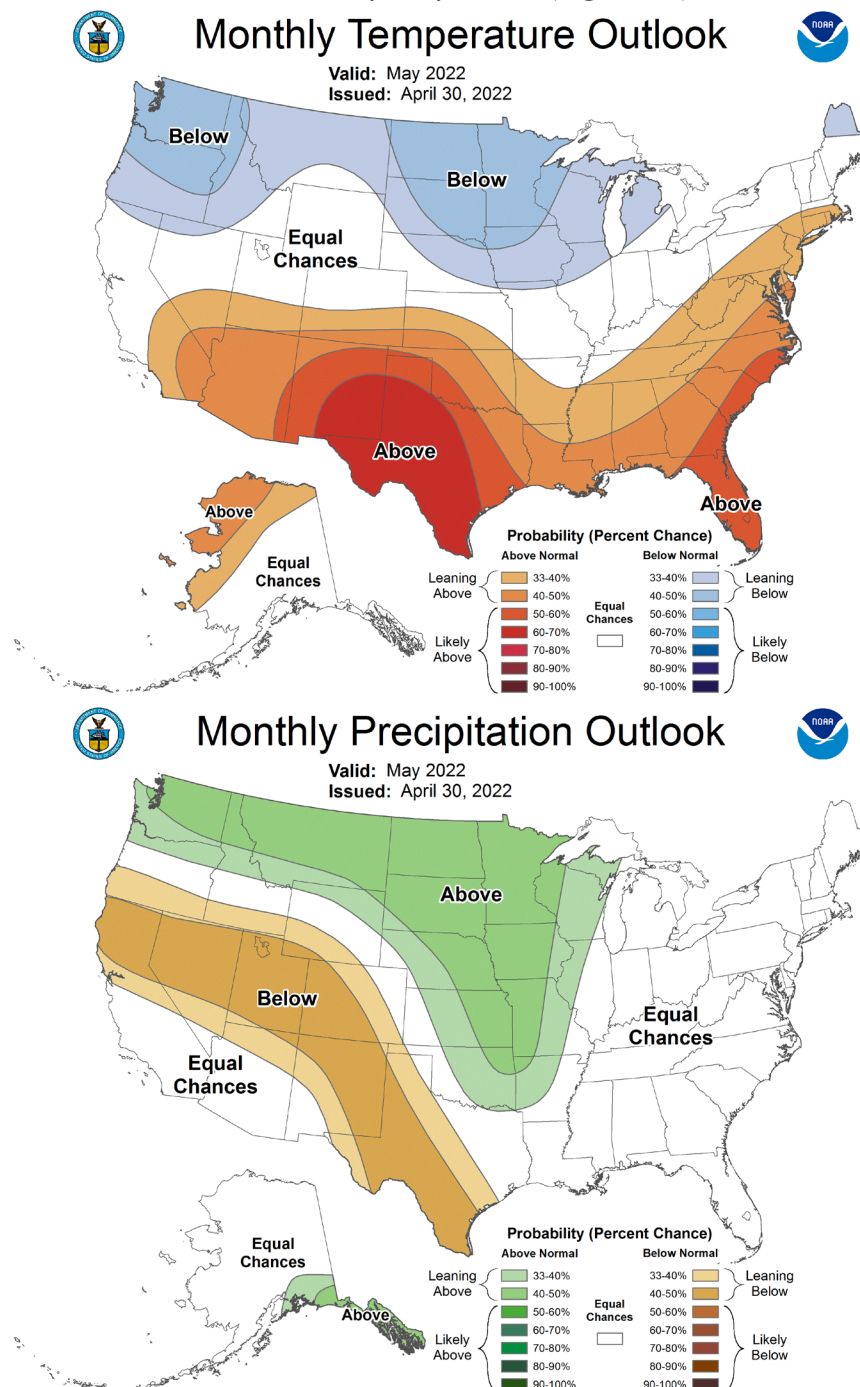 Monthly Temperature Outlook
NOAA
Valid: May 2022
Issued: April 30, 2022
Below
Below
Equal
Chances
Above
Above
Above
Equal
Chances
Probability (Percent Chance)
Above Normal
Below Normal
Leaning
Above
33-40%
40-50%
Likely
Above
50-60%
60-70%
70-80%
80-90%
90-100%
Equal
Chances
33-40%
40-50%
Leaning
Below
50-60%
60-70%
70-80%
80-90%
90-100%
Likely
Below
Monthly Precipitation Outlook
NOAA
Valid: May 2022
Issued: April 30, 2022
Above
Below
Equal
Chances
Equal
Chances
Equal
Chances
Above
Probability (Percent Chance)
Above Normal
Below Normal
Leaning
Above
33-40%
40-50%
Likely
Above
50-60%
60-70%
70-80%
80-90%
90-100%
Equal
Chances
33-40%
40-50%
Leaning
Below
50-60%
60-70%
70-80%
80-90%
90-100%
Likely
Below